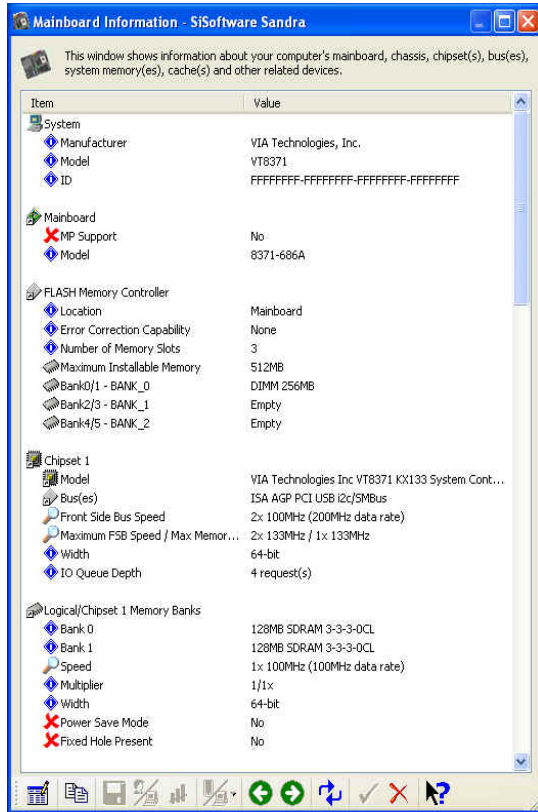 Mainboard Information - SiSoftware Sandra
This window shows information about your computer's mainboard, chassis, chipset(s), bus(es),
system memory(es), cache(s) and other related devices.
Item Value
System
Manufacturer VIA Technologies, Inc.
Model VT8371
ID FFFFFFFF-FFFFFFFF-FFFFFFFF-FFFFFFFF
Mainboard
MP Support No
Model 8371-686A
FLASH Memory Controller
Location Mainboard
Error Correction Capability None
Number of Memory Slots 3
Maximum Installable Memory 512MB
Bank0/1 - BANK_0 DIMM 256MB
Bank2/3 - BANK_1 Empty
Bank4/5 - BANK_2 Empty
Chipset 1
Model VIA Technologies Inc VT8371 KX133 System Cont...
Bus(es) ISA AGP PCI USB i2c/SMBus
Front Side Bus Speed 2x 100MHz (200MHz data rate)
Maximum FSB Speed / Max Memor... 2x 133MHz / 1x 133MHz
Width 64-bit
IO Queue Depth 4 request(s)
Logical/Chipset 1 Memory Banks
Bank 0 128MB SDRAM 3-3-3-0CL
Bank 1 128MB SDRAM 3-3-3-0CL
Speed 1x 100MHz (100MHz data rate)
Multiplier 1/1x
Width 64-bit
Power Save Mode No
Fixed Hole Present No